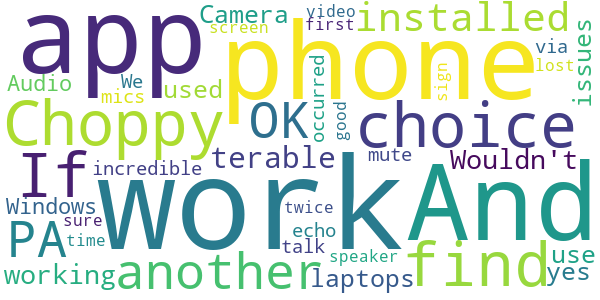 app
phone
Camera
video
first
screen
installed
via
lost
issues
Audio
We
mics
used
occurred
good
sign
Choppy
OK
choice
If
incredible
terable
mute
Wouldn't
work
And
Windows
sure
PA
time
twice
echo
talk
working
another
speaker
laptops
find
use
yes